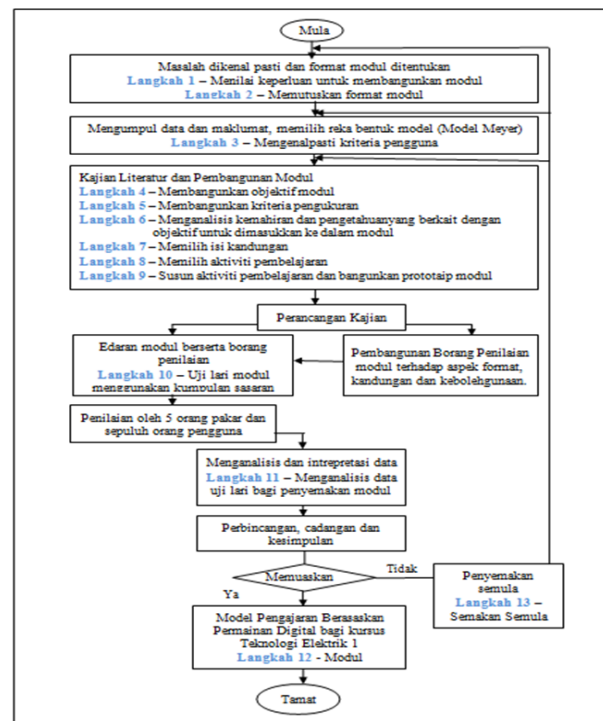 Mula
Masalah dikenal pasti dan format modul ditentukan
Langkah 1 – Menilai keperluan untuk membangunkan modul
Langkah 2 – Memutuskan format modul
Mengumpul data dan maklumat, memilih reka bentuk model (Model Meyer)
Langkah 3 – Mengenalpasti kriteria pengguna
Kajian Literatur dan Pembangunan Modul
Langkah 4 – Membangunkan objektif modul
Langkah 5 – Membangunkan kriteria pengukuran
Langkah 6 – Menganalisis kemahiran dan pengetahuanyang berkait dengan
objektif untuk dimasukkan ke dalam modul
Langkah 7 – Memilih isi kandungan
Langkah 8 – Memilih aktiviti pembelajaran
Langkah 9 – Susun aktiviti pembelajaran dan bangunkan prototaip modul
Perancangan Kajian
Edaran modul berserta borang
penilaian
Langkah 10 – Uji lari modul
menggunakan kumpulan sasaran
Pembangunan Borang Penilaian
modul terhadap aspek format,
kandungan dan kebolehgunaan.
Penilaian oleh 5 orang pakar dan
sepuluh orang pengguna
Menganalisis dan intrepretasi data
Langkah 11 – Menganalisis data
uji lari bagi penyemakan modul
Perbincangan, cadangan dan
kesimpulan
Memuaskan
Tidak
Ya
Penyemakan
semula
Langkah 13 –
Semakan Semula
Model Pengajaran Berasaskan
Permainan Digital bagi kursus
Teknologi Elektrik 1
Langkah 12 - Modul
Tamat